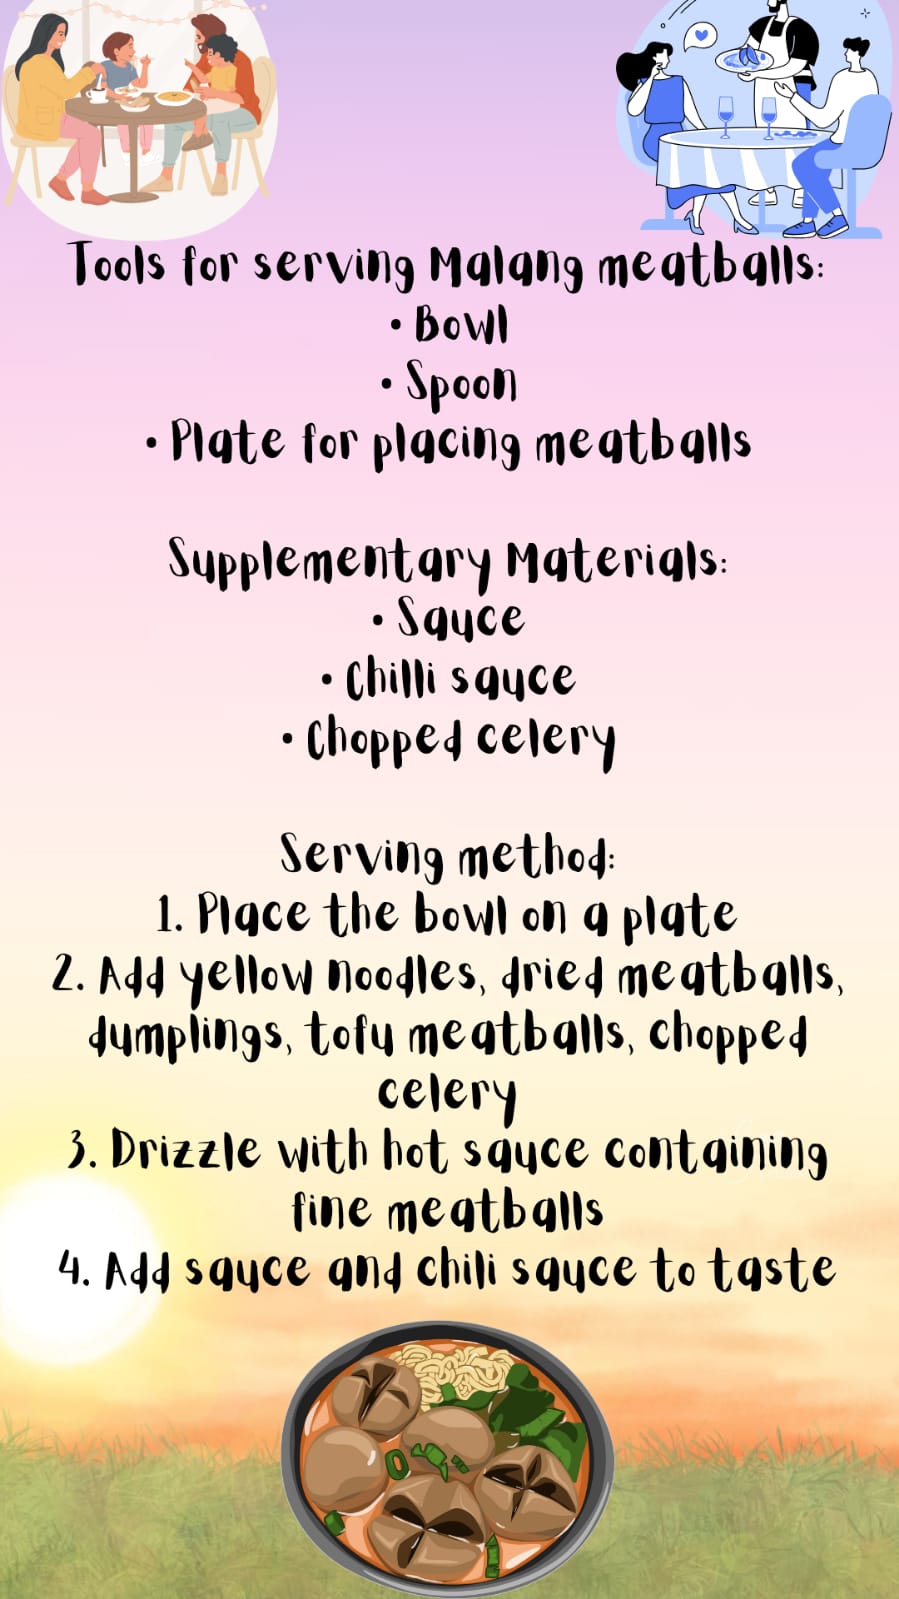 Tools for serving Malang meatballs:
• Bowl
• Spoon
• Plate for placing meatballs
Supplementary Materials:
• Sauce
• Chilli sauce
• Chopped celery
Serving method:
1. Place the bowl on a plate
2. Add yellow noodles, dried meatballs,
dumplings, tofu meatballs, chopped
celery
3. Drizzle with hot sauce containing
fine meatballs
4. Add sauce and chili sauce to taste